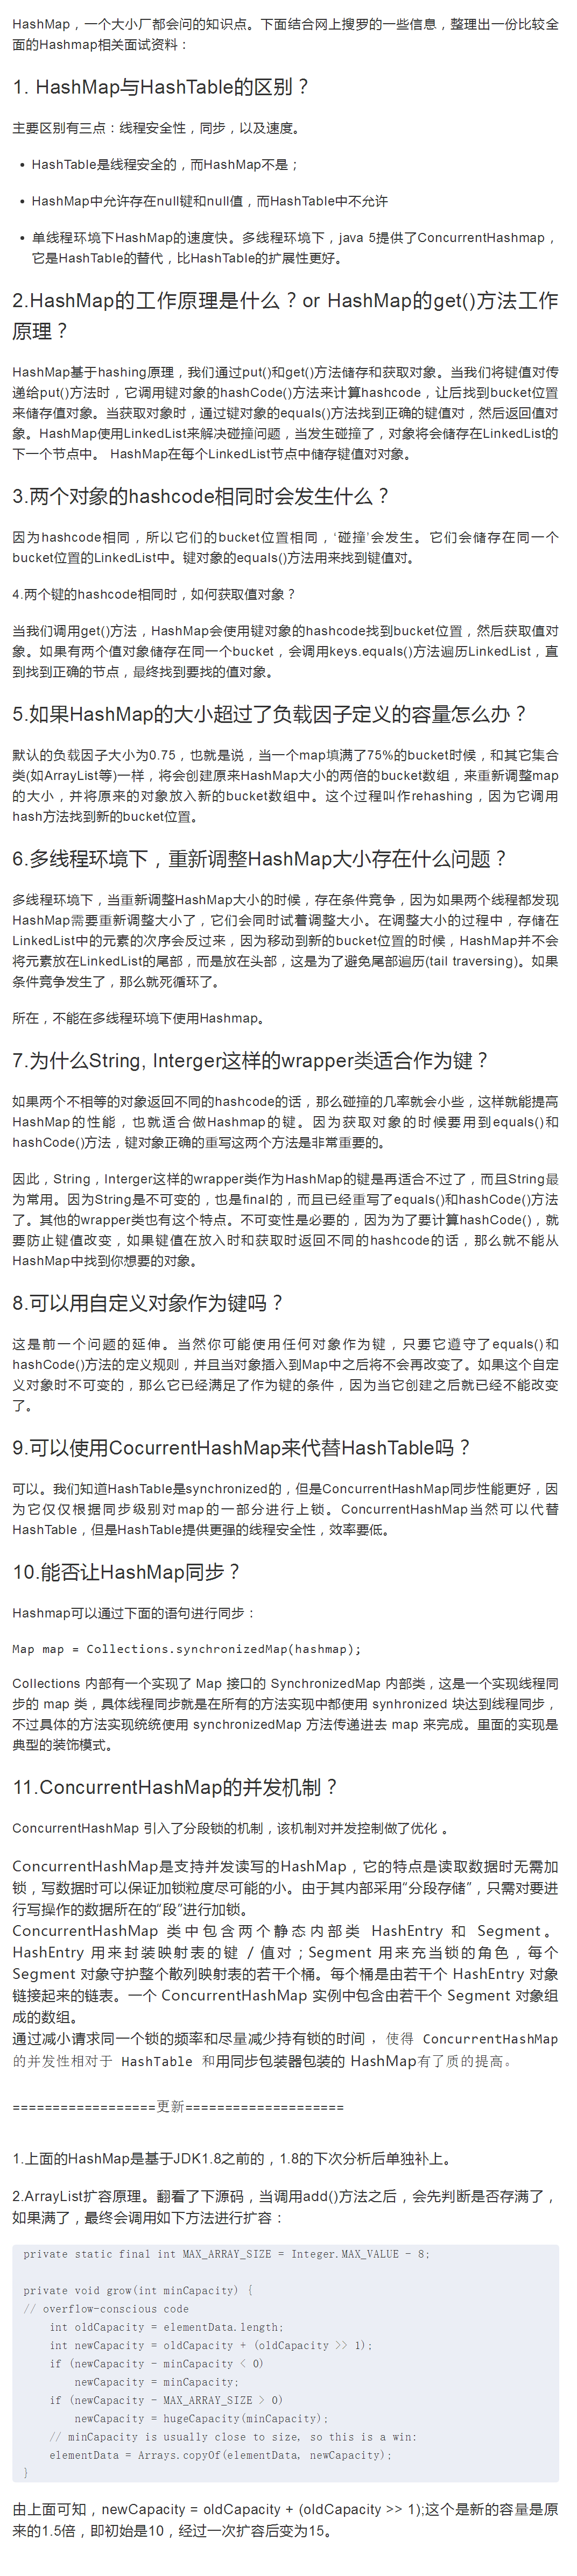 HashMap，一个大小厂都会问的知识点。下面结合网上搜罗的一些信息，整理出一份比较全
面的Hashmap相关面试资料：
1. HashMap与HashTable的区别？
主要区别有三点：线程安全性，同步，以及速度。
• HashTable是线程安全的，而HashMap不是；
• HashMap中允许存在null键和null值，而HashTable中不允许
• 单线程环境下HashMap的速度快。多线程环境下，java 5提供了ConcurrentHashmap，
它是HashTable的替代，比HashTable的扩展性更好。
2.HashMap的工作原理是什么？or HashMap的get()方法工作
原理？
HashMap基于hashing原理，我们通过put()和get()方法储存和获取对象。当我们将键值对传
递给put()方法时，它调用键对象的hashCode()方法来计算hashcode，让后找到bucket位置
来储存值对象。当获取对象时，通过键对象的equals()方法找到正确的键值对，然后返回值对
象。HashMap使用LinkedList来解决碰撞问题，当发生碰撞了，对象将会储存在LinkedList的
下一个节点中。 HashMap在每个LinkedList节点中储存键值对对象。
3.两个对象的hashcode相同时会发生什么？
因为hashcode相同，所以它们的bucket位置相同，‘碰撞’会发生。它们会储存在同一个
bucket位置的LinkedList中。键对象的equals()方法用来找到键值对。
4.两个键的hashcode相同时，如何获取值对象？
当我们调用get()方法，HashMap会使用键对象的hashcode找到bucket位置，然后获取值对
象。如果有两个值对象储存在同一个bucket，会调用keys.equals()方法遍历LinkedList，直
到找到正确的节点，最终找到要找的值对象。
5.如果HashMap的大小超过了负载因子定义的容量怎么办？
默认的负载因子大小为0.75，也就是说，当一个map填满了75%的bucket时候，和其它集合
类(如ArrayList等)一样，将会创建原来HashMap大小的两倍的bucket数组，来重新调整map
的大小，并将原来的对象放入新的bucket数组中。这个过程叫作rehashing，因为它调用
hash方法找到新的bucket位置。
6.多线程环境下，重新调整HashMap大小存在什么问题？
多线程环境下，当重新调整HashMap大小的时候，存在条件竞争，因为如果两个线程都发现
HashMap需要重新调整大小了，它们会同时试着调整大小。在调整大小的过程中，存储在
LinkedList中的元素的次序会反过来，因为移动到新的bucket位置的时候，HashMap并不会
将元素放在LinkedList的尾部，而是放在头部，这是为了避免尾部遍历(tail traversing)。如果
条件竞争发生了，那么就死循环了。
所在，不能在多线程环境下使用Hashmap。
7.为什么String, Interger这样的wrapper类适合作为键？
如果两个不相等的对象返回不同的hashcode的话，那么碰撞的几率就会小些，这样就能提高
HashMap的性能，也就适合做Hashmap的键。因为获取对象的时候要用到equals()和
hashCode()方法，键对象正确的重写这两个方法是非常重要的。
因此，String，Interger这样的wrapper类作为HashMap的键是再适合不过了，而且String最
为常用。因为String是不可变的，也是final的，而且已经重写了equals()和hashCode()方法
了。其他的wrapper类也有这个特点。不可变性是必要的，因为为了要计算hashCode()，就
要防止键值改变，如果键值在放入时和获取时返回不同的hashcode的话，那么就不能从
HashMap中找到你想要的对象。
8.可以用自定义对象作为键吗？
这是前一个问题的延伸。当然你可能使用任何对象作为键，只要它遵守了equals()和
hashCode()方法的定义规则，并且当对象插入到Map中之后将不会再改变了。如果这个自定
义对象时不可变的，那么它已经满足了作为键的条件，因为当它创建之后就已经不能改变
了。
9.可以使用CocurrentHashMap来代替HashTable吗？
可以。我们知道HashTable是synchronized的，但是ConcurrentHashMap同步性能更好，因
为它仅仅根据同步级别对map的一部分进行上锁。ConcurrentHashMap当然可以代替
HashTable，但是HashTable提供更强的线程安全性，效率要低。
10.能否让HashMap同步？
Hashmap可以通过下面的语句进行同步：
Map map = Collections.synchronizedMap(hashmap);
Collections 内部有一个实现了 Map 接口的 SynchronizedMap 内部类，这是一个实现线程同
步的 map 类，具体线程同步就是在所有的方法实现中都使用 synhronized 块达到线程同步，
不过具体的方法实现统统使用 synchronizedMap 方法传递进去 map 来完成。里面的实现是
典型的装饰模式。
11.ConcurrentHashMap的并发机制？
ConcurrentHashMap 引入了分段锁的机制，该机制对并发控制做了优化 。
ConcurrentHashMap是支持并发读写的HashMap，它的特点是读取数据时无需加
锁，写数据时可以保证加锁粒度尽可能的小。由于其内部采用“分段存储”，只需对要进
行写操作的数据所在的“段”进行加锁。
ConcurrentHashMap 类中包含两个静态内部类 HashEntry 和 Segment。
HashEntry 用来封装映射表的键 / 值对；Segment 用来充当锁的角色，每个
Segment 对象守护整个散列映射表的若干个桶。每个桶是由若干个 HashEntry 对象
链接起来的链表。一个 ConcurrentHashMap 实例中包含由若干个 Segment 对象组
成的数组。
通过减小请求同一个锁的频率和尽量减少持有锁的时间 ，使得 ConcurrentHashMap
的并发性相对于 HashTable 和用同步包装器包装的 HashMap有了质的提高。
==================更新====================
1.上面的HashMap是基于JDK1.8之前的，1.8的下次分析后单独补上。
2.ArrayList扩容原理。翻看了下源码，当调用add()方法之后，会先判断是否存满了，
如果满了，最终会调用如下方法进行扩容：
private static final int MAX_ARRAY_SIZE = Integer.MAX_VALUE - 8;
private void grow(int minCapacity) {
// overflow-conscious code
int oldCapacity = elementData.length;
int newCapacity = oldCapacity + (oldCapacity >> 1);
if (newCapacity - minCapacity < 0)
newCapacity = minCapacity;
if (newCapacity - MAX_ARRAY_SIZE > 0)
newCapacity = hugeCapacity(minCapacity);
// minCapacity is usually close to size, so this is a win:
elementData = Arrays.copyOf(elementData, newCapacity);
}
由上面可知，newCapacity = oldCapacity + (oldCapacity >> 1);这个是新的容量是原
来的1.5倍，即初始是10，经过一次扩容后变为15。